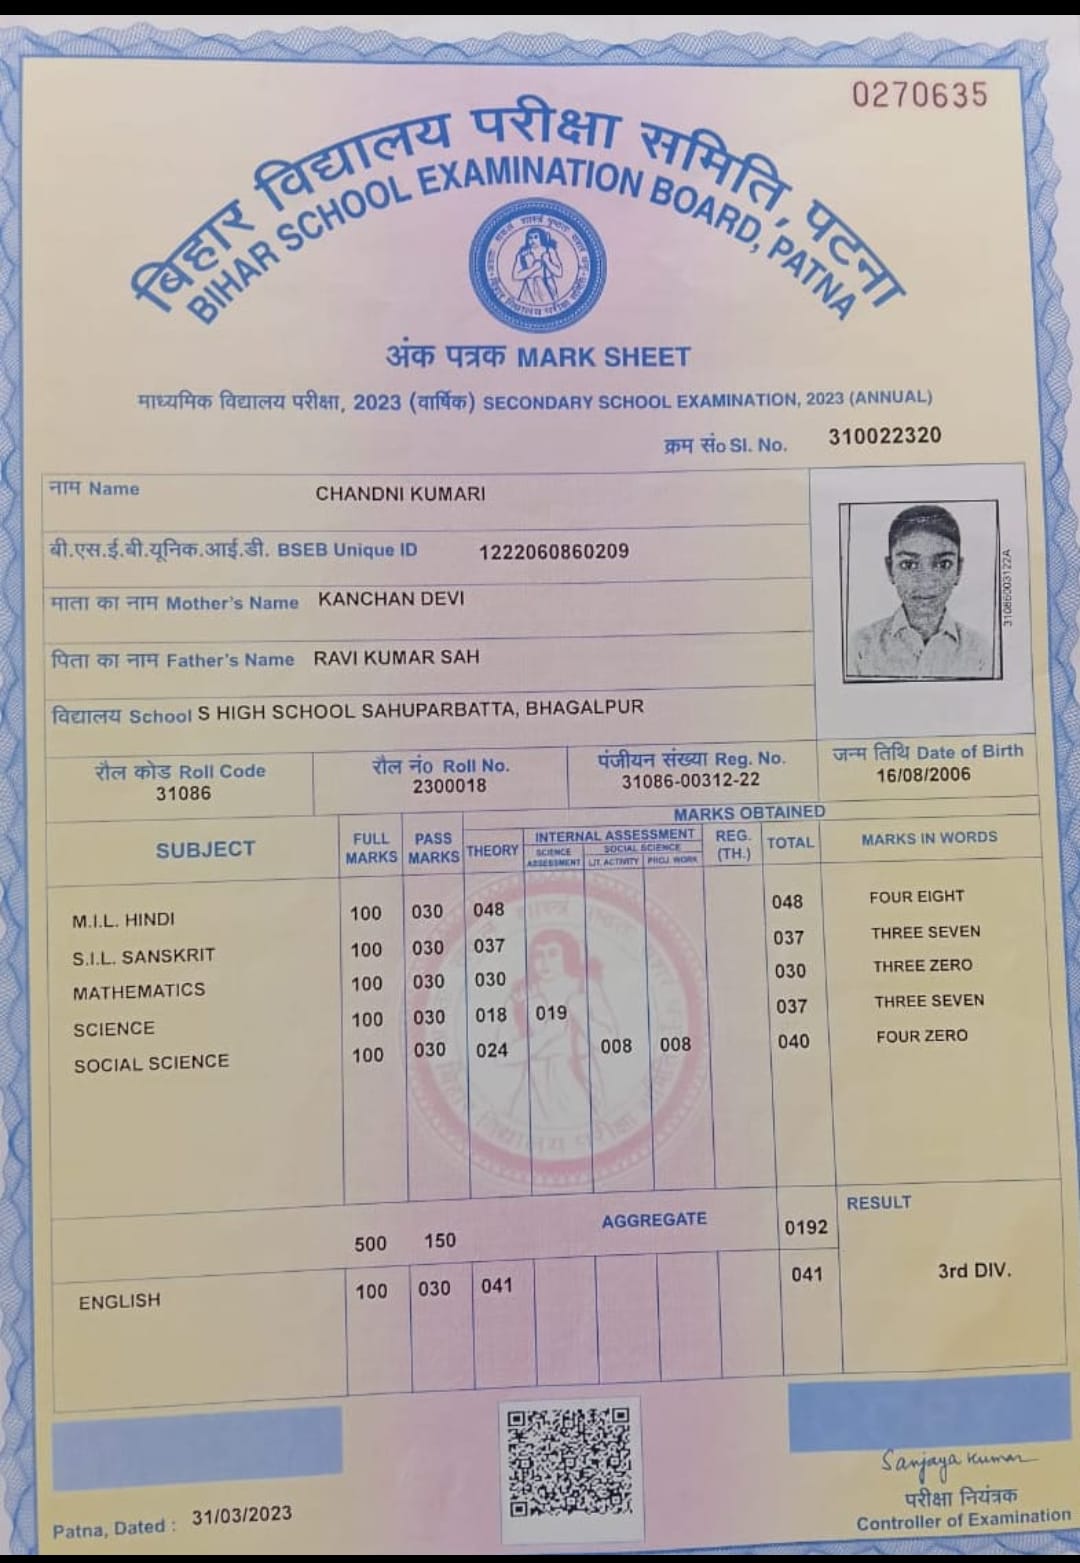 0270635
बिहार विद्यालय परीक्षा समिति, पटना
BIHAR SCHOOL EXAMINATION BOARD, PATNA
अंक पत्रक MARK SHEET
माध्यमिक विद्यालय परीक्षा, 2023 (वार्षिक) SECONDARY SCHOOL EXAMINATION, 2023 (ANNUAL)
क्रम सं० Sl. No. 310022320
नाम Name CHANDNI KUMARI
बी.एस.ई.बी.यूनिक.आई.डी. BSEB Unique ID 1222060860209
माता का नाम Mother's Name KANCHAN DEVI
पिता का नाम Father's Name RAVI KUMAR SAH
विद्यालय School S HIGH SCHOOL SAHUPARBATTA, BHAGALPUR
31086003122A
रौल कोड Roll Code रौल नं० Roll No. पंजीयन संख्या Reg. No. जन्म तिथि Date of Birth
31086 2300018 31086-00312-22 16/08/2006
MARKS OBTAINED
SUBJECT FULL MARKS PASS MARKS THEORY INTERNAL ASSESSMENT REG. (TH.) TOTAL MARKS IN WORDS
SCIENCE ASSESSMENT SOCIAL SCIENCE
LIT. ACTIVITY PROJ. WORK
M.I.L. HINDI 100 030 048 048 FOUR EIGHT
S.I.L. SANSKRIT 100 030 037 037 THREE SEVEN
MATHEMATICS 100 030 030 030 THREE ZERO
SCIENCE 100 030 018 019 037 THREE SEVEN
SOCIAL SCIENCE 100 030 024 008 008 040 FOUR ZERO
500 150 AGGREGATE 0192 RESULT
ENGLISH 100 030 041 041 3rd DIV.
Patna, Dated : 31/03/2023
Sanjaya Kumar
परीक्षा नियंत्रक
Controller of Examination